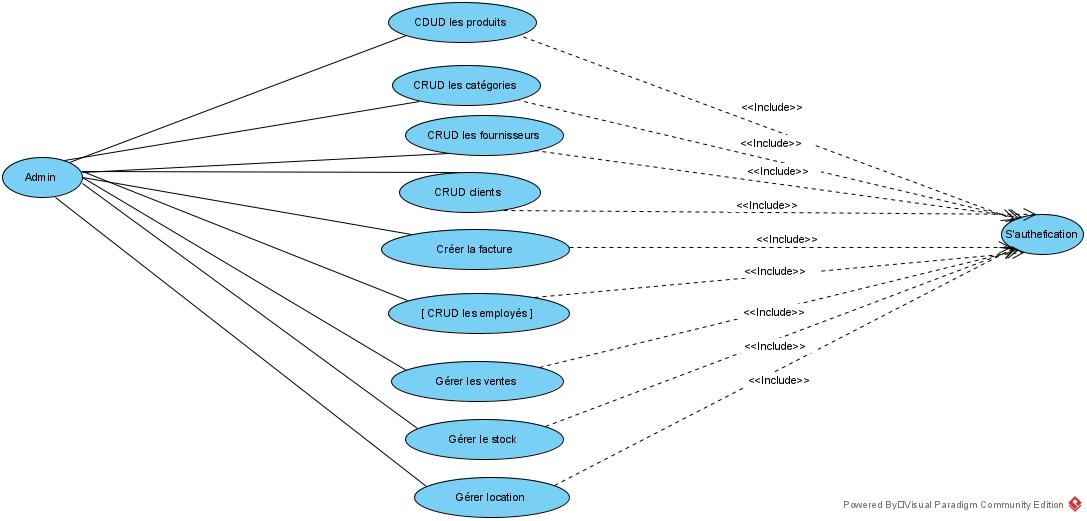 CDUD les produits
CRUD les catégories
<<Include>>
CRUD les fournisseurs
<<Include>>
Admin
<<Include>>
CRUD clients
<<Include>>
S'authefication
Créer la facture
<<Include>>
<<Include>>
[ CRUD les employés ]
<<Include>>
<<Include>>
Gérer les ventes
<<Include>>
Gérer le stock
Gérer location
Powered By Visual Paradigm Community Edition